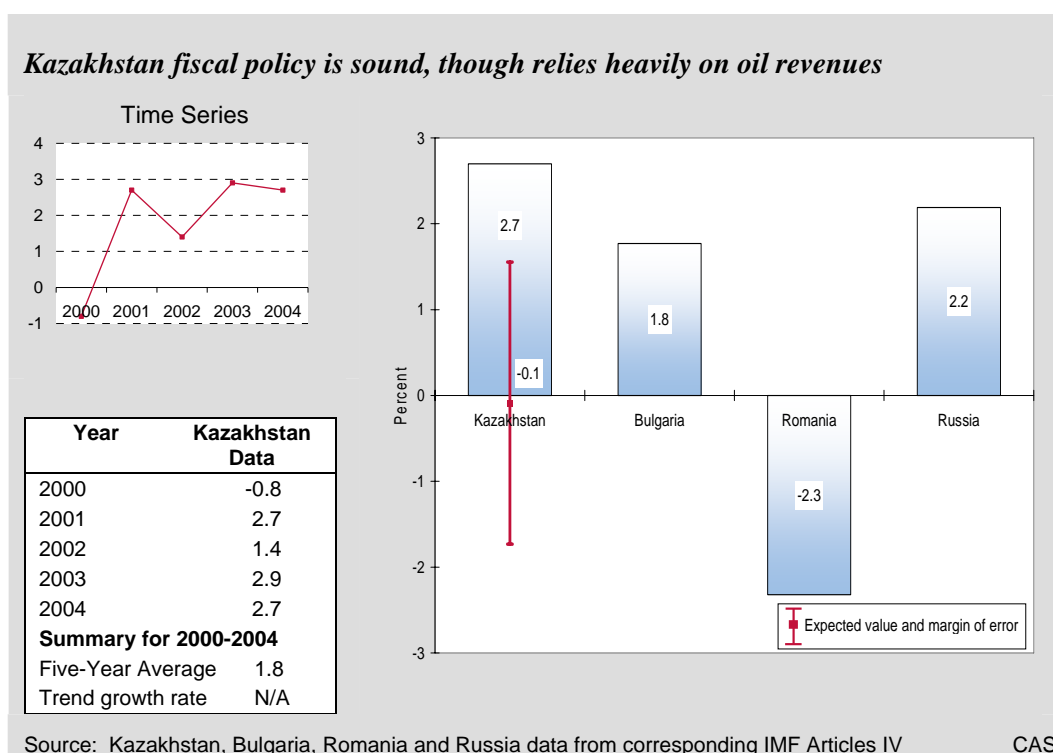 Kazakhstan fiscal policy is sound, though relies heavily on oil revenues
Time Series
4
3
2
1
0
-1
2000 2001 2002 2003 2004
Year Kazakhstan Data
2000 -0.8
2001 2.7
2002 1.4
2003 2.9
2004 2.7
Summary for 2000-2004
Five-Year Average 1.8
Trend growth rate N/A
Percent
3
2
1
0
-1
-2
-3
2.7
-0.1
1.8
-2.3
2.2
Kazakhstan Bulgaria Romania Russia
Expected value and margin of error
Source: Kazakhstan, Bulgaria, Romania and Russia data from corresponding IMF Articles IV CAS